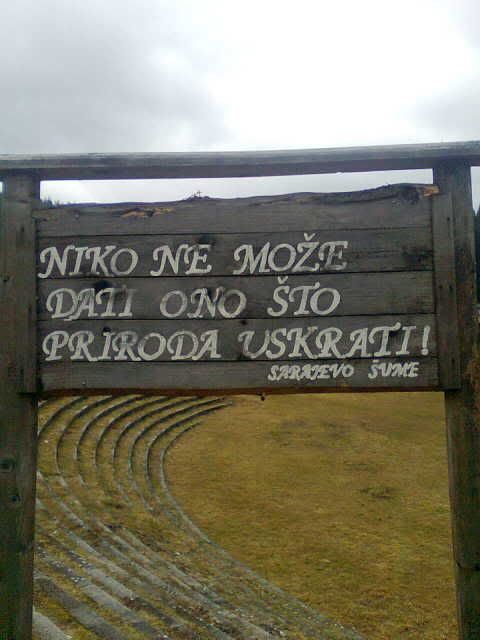 NIKO NE MOŽE
DATI ONO ŠTO
PRIRODA USKRATI!
SARAJEVO ŠUME